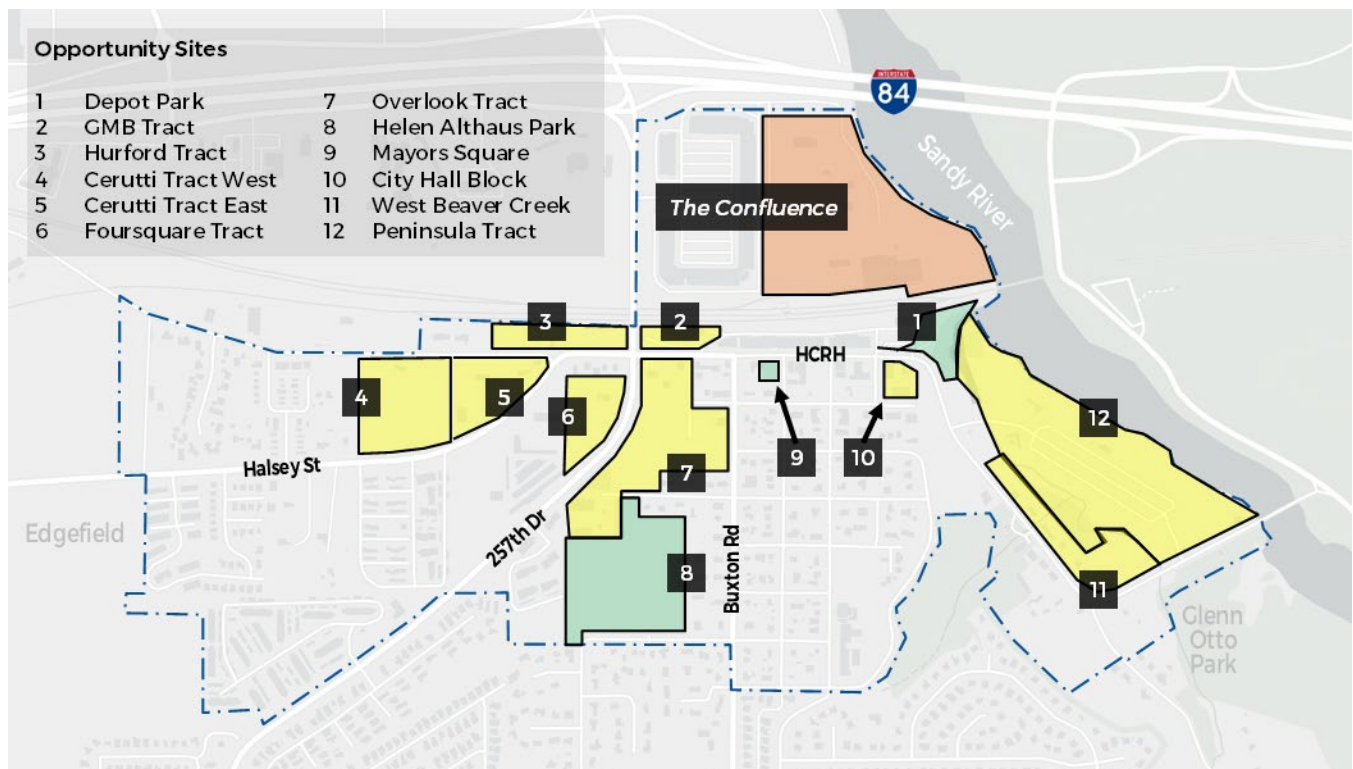 Opportunity Sites
1 Depot Park
2 GMB Tract
3 Hurford Tract
4 Cerutti Tract West
5 Cerutti Tract East
6 Foursquare Tract
7 Overlook Tract
8 Helen Althaus Park
9 Mayors Square
10 City Hall Block
11 West Beaver Creek
12 Peninsula Tract
INTERSTATE
84
Sandy River
The Confluence
3
2
1
HCRH
4
5
6
12
Halsey St
9
10
7
Edgefield
257th Dr
Buxton Rd
8
11
Glenn
Otto
Park